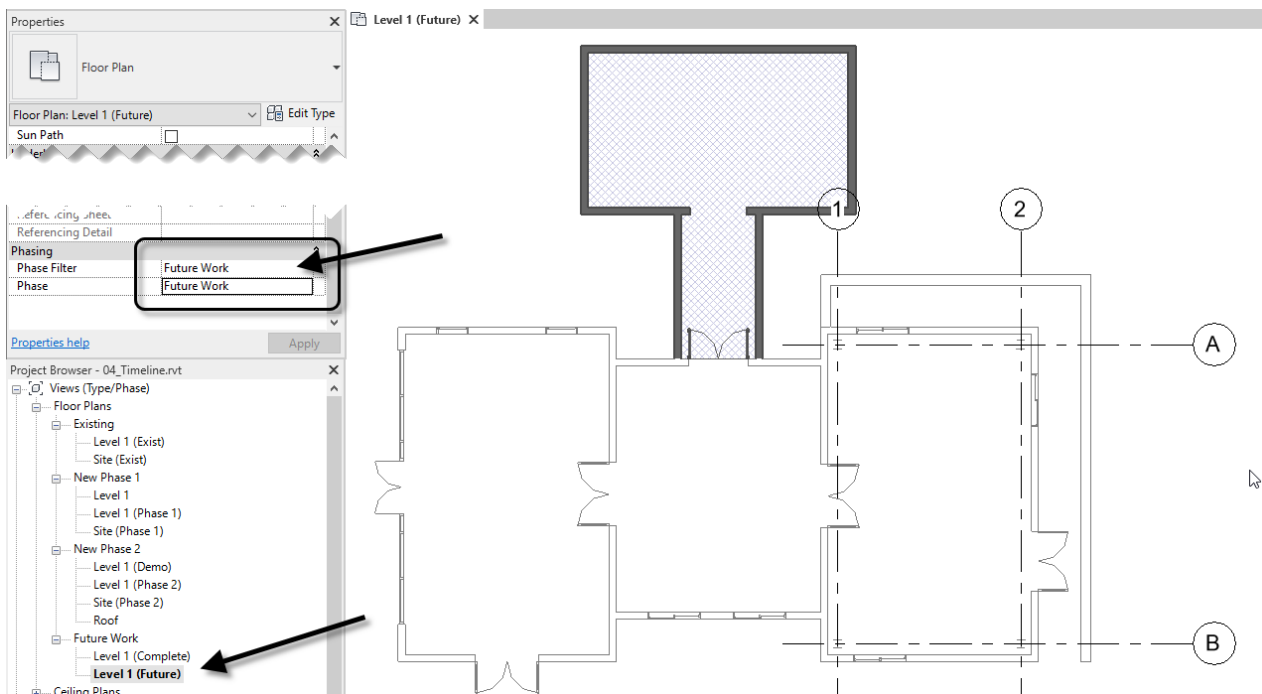 Properties
Floor Plan
Floor Plan: Level 1 (Future)
Edit Type
Sun Path
Referencing Detail
Phasing
Phase Filter Future Work
Phase Future Work
Properties help
Apply
Project Browser - 04_Timeline.rvt
Views (Type/Phase)
Floor Plans
Existing
Level 1 (Exist)
Site (Exist)
New Phase 1
Level 1
Level 1 (Phase 1)
Site (Phase 1)
New Phase 2
Level 1 (Demo)
Level 1 (Phase 2)
Site (Phase 2)
Roof
Future Work
Level 1 (Complete)
Level 1 (Future)
Ceiling Plans
Level 1 (Future)
1
2
A
B